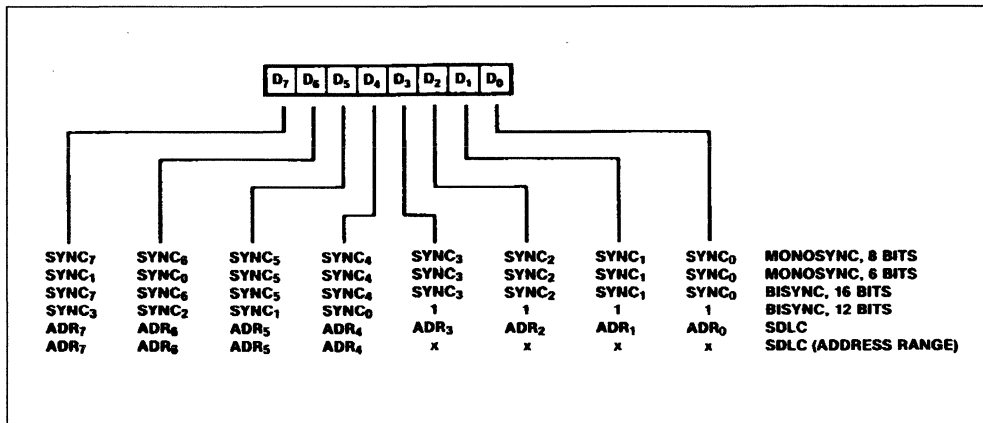 D₇ D₆ D₅ D₄ D₃ D₂ D₁ D₀
SYNC₇ SYNC₆ SYNC₅ SYNC₄ SYNC₃ SYNC₂ SYNC₁ SYNC₀ MONOSYNC, 8 BITS
SYNC₁ SYNC₀ SYNC₅ SYNC₄ SYNC₃ SYNC₂ SYNC₁ SYNC₀ MONOSYNC, 6 BITS
SYNC₇ SYNC₆ SYNC₅ SYNC₄ SYNC₃ SYNC₂ SYNC₁ SYNC₀ BISYNC, 16 BITS
SYNC₃ SYNC₂ SYNC₁ SYNC₀ 1 1 1 1 BISYNC, 12 BITS
ADR₇ ADR₆ ADR₅ ADR₄ ADR₃ ADR₂ ADR₁ ADR₀ SDLC
ADR₇ ADR₆ ADR₅ ADR₄ x x x x SDLC (ADDRESS RANGE)